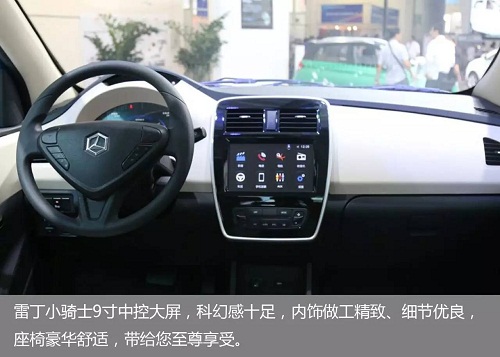 雷丁小骑士9寸中控大屏，科幻感十足，内饰做工精致、细节优良，
座椅豪华舒适，带给您至尊享受。